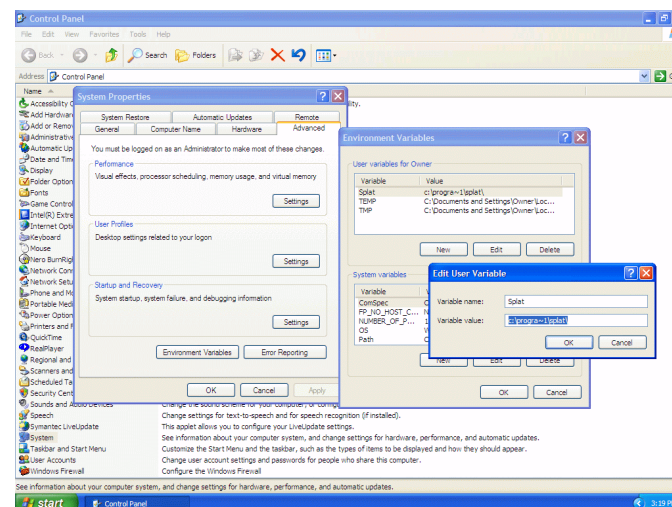 Control Panel
File Edit View Favorites Tools Help
Back Search Folders
Address Control Panel
Name
Accessibility
Add Hardware
Add or Remov
Administrative
Automatic Up
Date and Tim
Display
Folder Option
Fonts
Game Control
Intel(R) Extre
Internet Opti
Keyboard
Mouse
Nero BurnRig
Network Con
Network Setu
Phone and Mo
Portable Medi
Power Option
Printers and F
QuickTime
RealPlayer
Regional and
Scanners and
Scheduled Ta
Security Cent
Sounds and Audio Devices Change the sound scheme for your computer, or config
Speech Change settings for text-to-speech and for speech recognition (if installed).
Symantec LiveUpdate This applet allows you to configure your LiveUpdate settings.
System See information about your computer system, and change settings for hardware, performance, and automatic updates.
Taskbar and Start Menu Customize the Start Menu and the taskbar, such as the types of items to be displayed and how they should appear.
User Accounts Change user account settings and passwords for people who share this computer.
Windows Firewall Configure the Windows Firewall
System Properties
System Restore Automatic Updates Remote
General Computer Name Hardware Advanced
You must be logged on as an Administrator to make most of these changes.
Performance
Visual effects, processor scheduling, memory usage, and virtual memory
Settings
User Profiles
Desktop settings related to your logon
Settings
Startup and Recovery
System startup, system failure, and debugging information
Settings
Environment Variables Error Reporting
OK Cancel Apply
Environment Variables
User variables for Owner
Variable Value
Splat c:\progra~1\splat\
TEMP C:\Documents and Settings\Owner\Loc...
TMP C:\Documents and Settings\Owner\Loc...
New Edit Delete
System variables
Variable
ComSpec
FP_NO_HOST_C...
NUMBER_OF_P... 1
OS
Path
New Edit Delete
OK Cancel
Edit User Variable
Variable name: Splat
Variable value: c:\progra~1\splat\
OK Cancel
See information about your computer system, and change settings for hardware, performance, and automatic updates.
start Control Panel 3:19 P